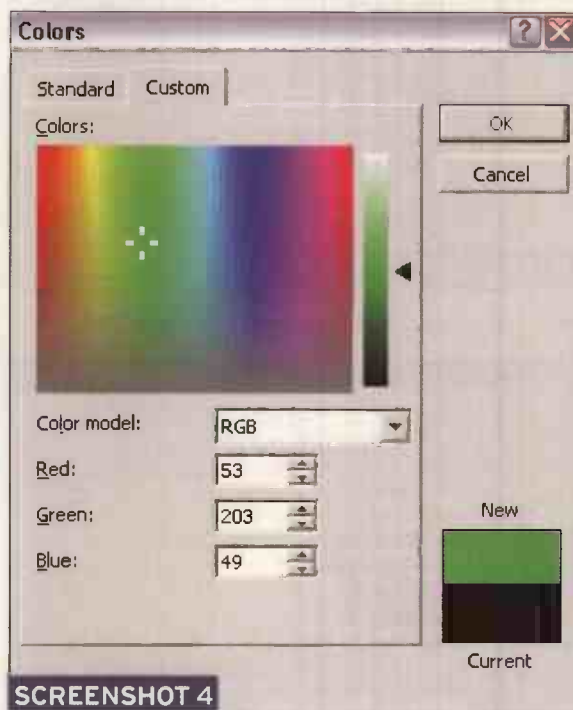 Colors
Standard Custom
Colors:
OK
Cancel
Color model: RGB
Red: 53
Green: 203
Blue: 49
New
Current
SCREENSHOT 4